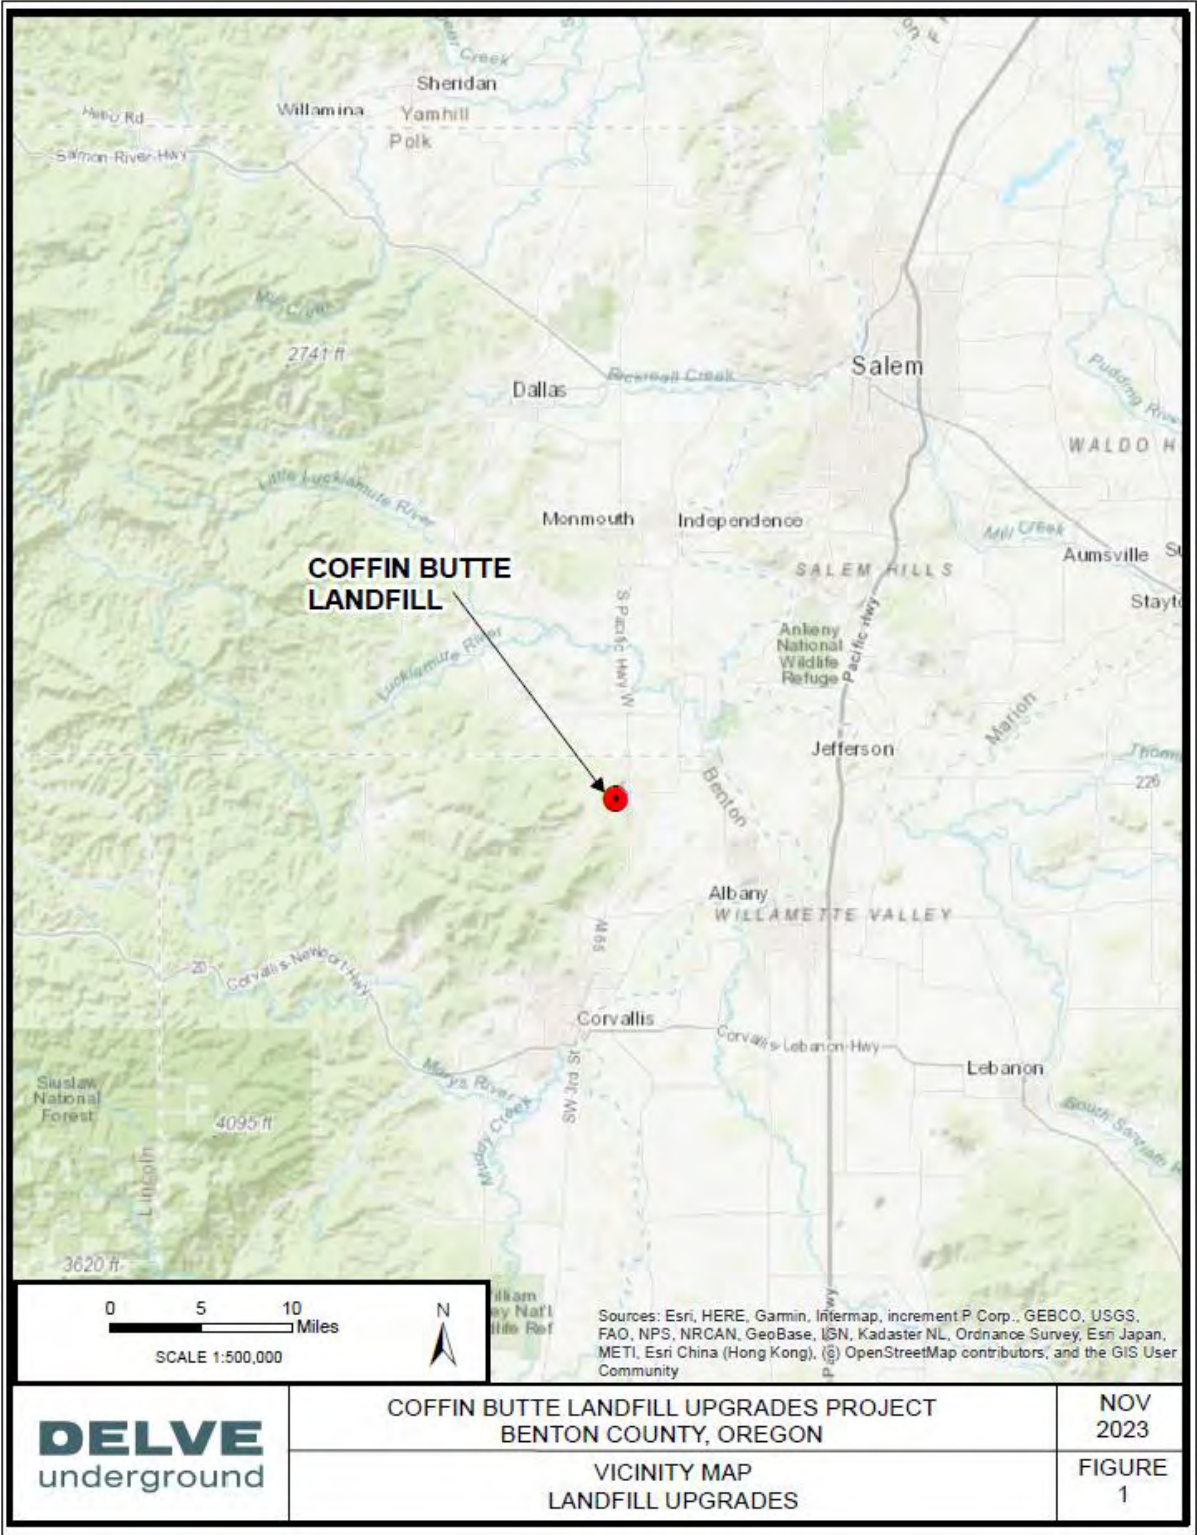 Creek
Sheridan
Willamina
Yamhill
Polk
Salmon-River-Hwy
Mill Creek
2741 ft
Salem
Dallas
Rickreall Creek
Pudding River
WALDO H
Little Luckiamute River
Monmouth
Independence
Mill Creek
Aumsville
SALEM HILLS
COFFIN BUTTE
LANDFILL
Stayto
S Pacific Hwy W
Ankeny
National
Wildlife
Refuge
Pacific Hwy
Luckiamute River
Marion
Jefferson
226
Benton
Albany
WILLAMETTE VALLEY
20
Corvallis-Newport-Hwy
Corvallis
Corvallis-Lebanon-Hwy
Lebanon
Marys River
SW 3rd St
Siuslaw
National
Forest
4095 ft
Muddy Creek
Lincoln
3620 ft
0 5 10
Miles
SCALE 1:500,000
N
illiam
ey Nat'l
dlife Ref
Sources: Esri, HERE, Garmin, Intermap, increment P Corp., GEBCO, USGS,
FAO, NPS, NRCAN, GeoBase, IGN, Kadaster NL, Ordnance Survey, Esri Japan,
METI, Esri China (Hong Kong), (c) OpenStreetMap contributors, and the GIS User
Community
DELVE
underground
COFFIN BUTTE LANDFILL UPGRADES PROJECT
BENTON COUNTY, OREGON
NOV
2023
VICINITY MAP
LANDFILL UPGRADES
FIGURE
1